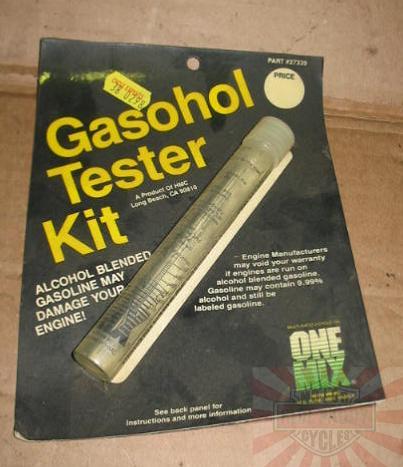 PART #27339
PRICE
Gasohol
Tester
Kit
A Product Of HMC
Long Beach, CA 90810
ALCOHOL BLENDED
GASOLINE MAY
DAMAGE YOUR
ENGINE!
Engine Manufacturers
may void your warranty
if engines are run on
alcohol blended gasoline.
Gasoline may contain 9.99%
alcohol and still be
labeled gasoline.
ONE
MIX
See back panel for
instructions and more information
CYCLES